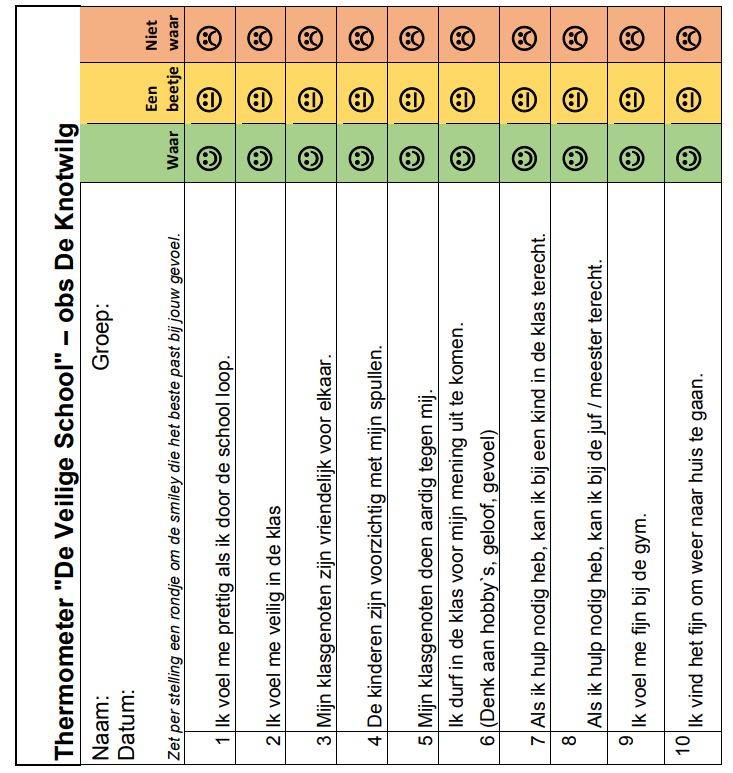 Thermometer "De Veilige School" – obs De Knotwilg
Naam: Groep:
Datum:
Zet per stelling een rondje om de smiley die het beste past bij jouw gevoel.
Waar
Een
beetje
Niet
waar
1 Ik voel me prettig als ik door de school loop.
2 Ik voel me veilig in de klas
3 Mijn klasgenoten zijn vriendelijk voor elkaar.
4 De kinderen zijn voorzichtig met mijn spullen.
5 Mijn klasgenoten doen aardig tegen mij.
Ik durf in de klas voor mijn mening uit te komen.
6 (Denk aan hobby`s, geloof, gevoel)
7 Als ik hulp nodig heb, kan ik bij een kind in de klas terecht.
8 Als ik hulp nodig heb, kan ik bij de juf / meester terecht.
9 Ik voel me fijn bij de gym.
10 Ik vind het fijn om weer naar huis te gaan.